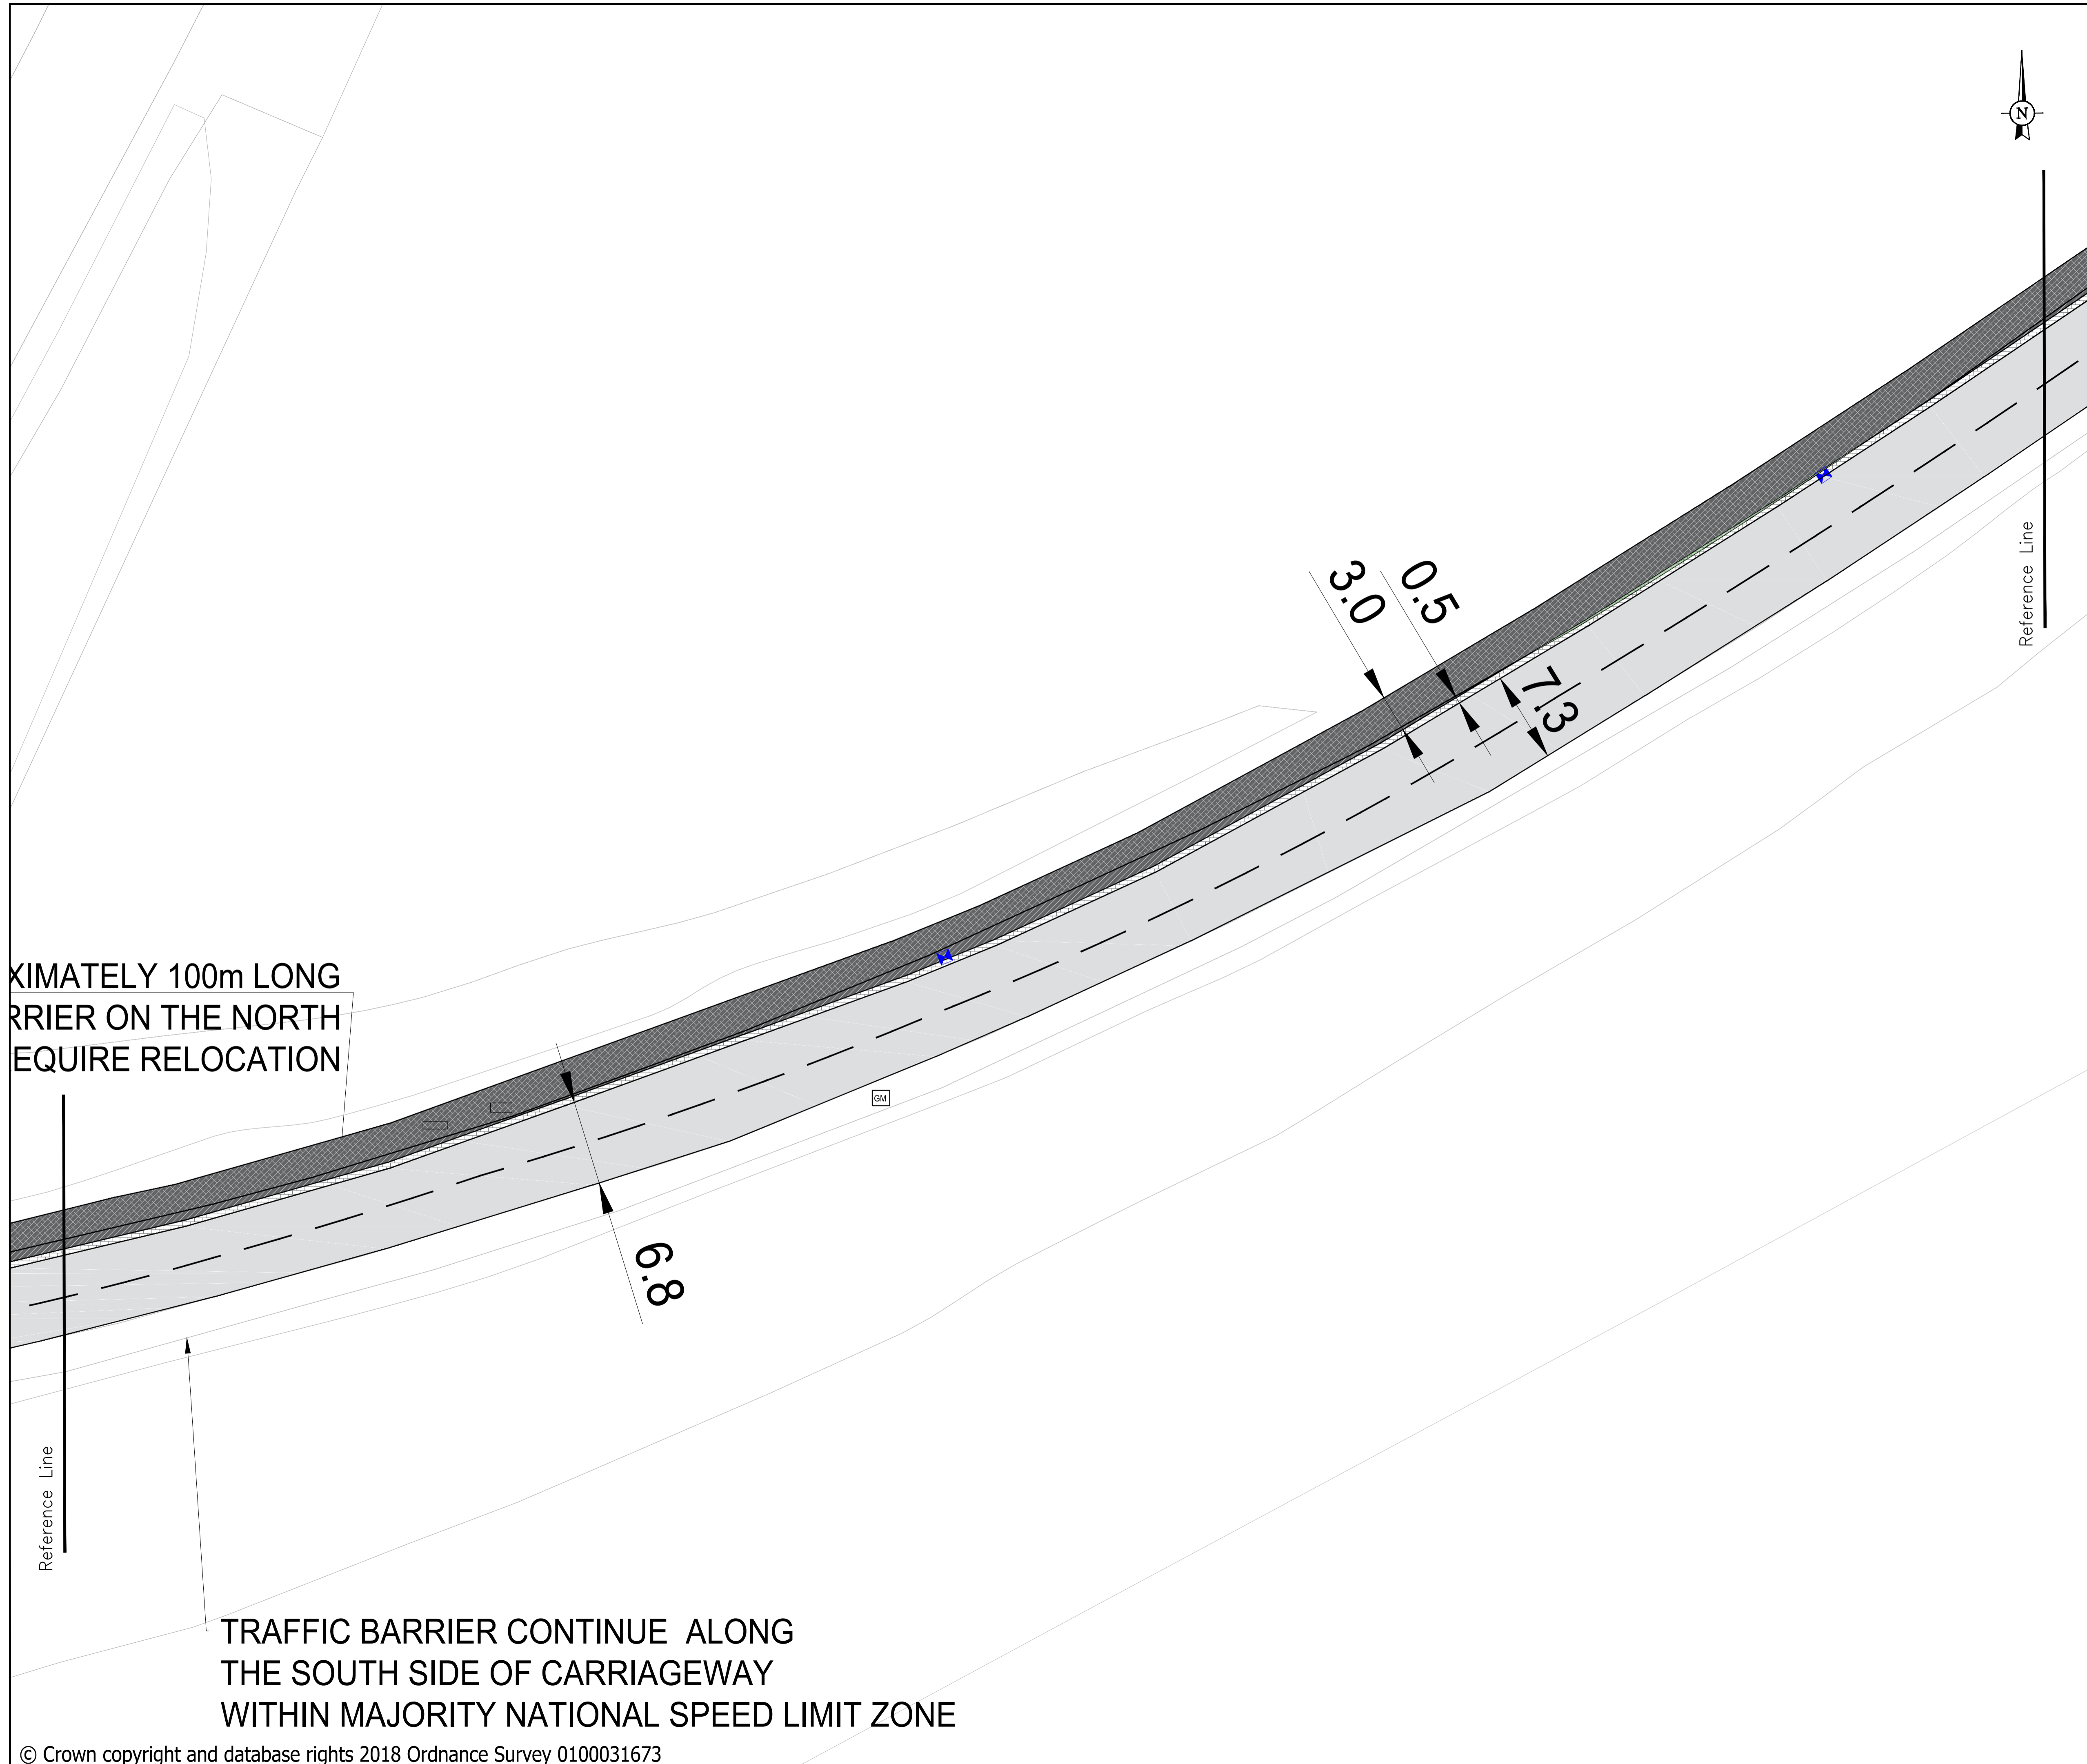 N
Reference Line
3.0
0.5
7.3
XIMATELY 100m LONG
RRIER ON THE NORTH
EQUIRE RELOCATION
GM
6.8
Reference Line
TRAFFIC BARRIER CONTINUE ALONG
THE SOUTH SIDE OF CARRIAGEWAY
WITHIN MAJORITY NATIONAL SPEED LIMIT ZONE
© Crown copyright and database rights 2018 Ordnance Survey 0100031673